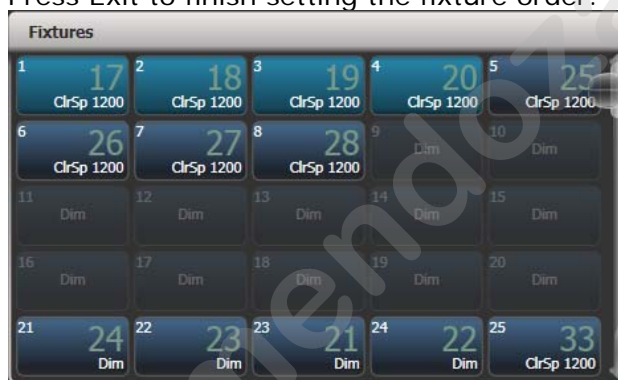 Press Exit to finish setting the fixture order.
Fixtures
1 17 ClrSp 1200
2 18 ClrSp 1200
3 19 ClrSp 1200
4 20 ClrSp 1200
5 25 ClrSp 1200
6 26 ClrSp 1200
7 27 ClrSp 1200
8 28 ClrSp 1200
9 Dim
10 Dim
11 Dim
12 Dim
13 Dim
14 Dim
15 Dim
16 Dim
17 Dim
18 Dim
19 Dim
20 Dim
21 24 Dim
22 23 Dim
23 21 Dim
24 22 Dim
25 33 ClrSp 1200